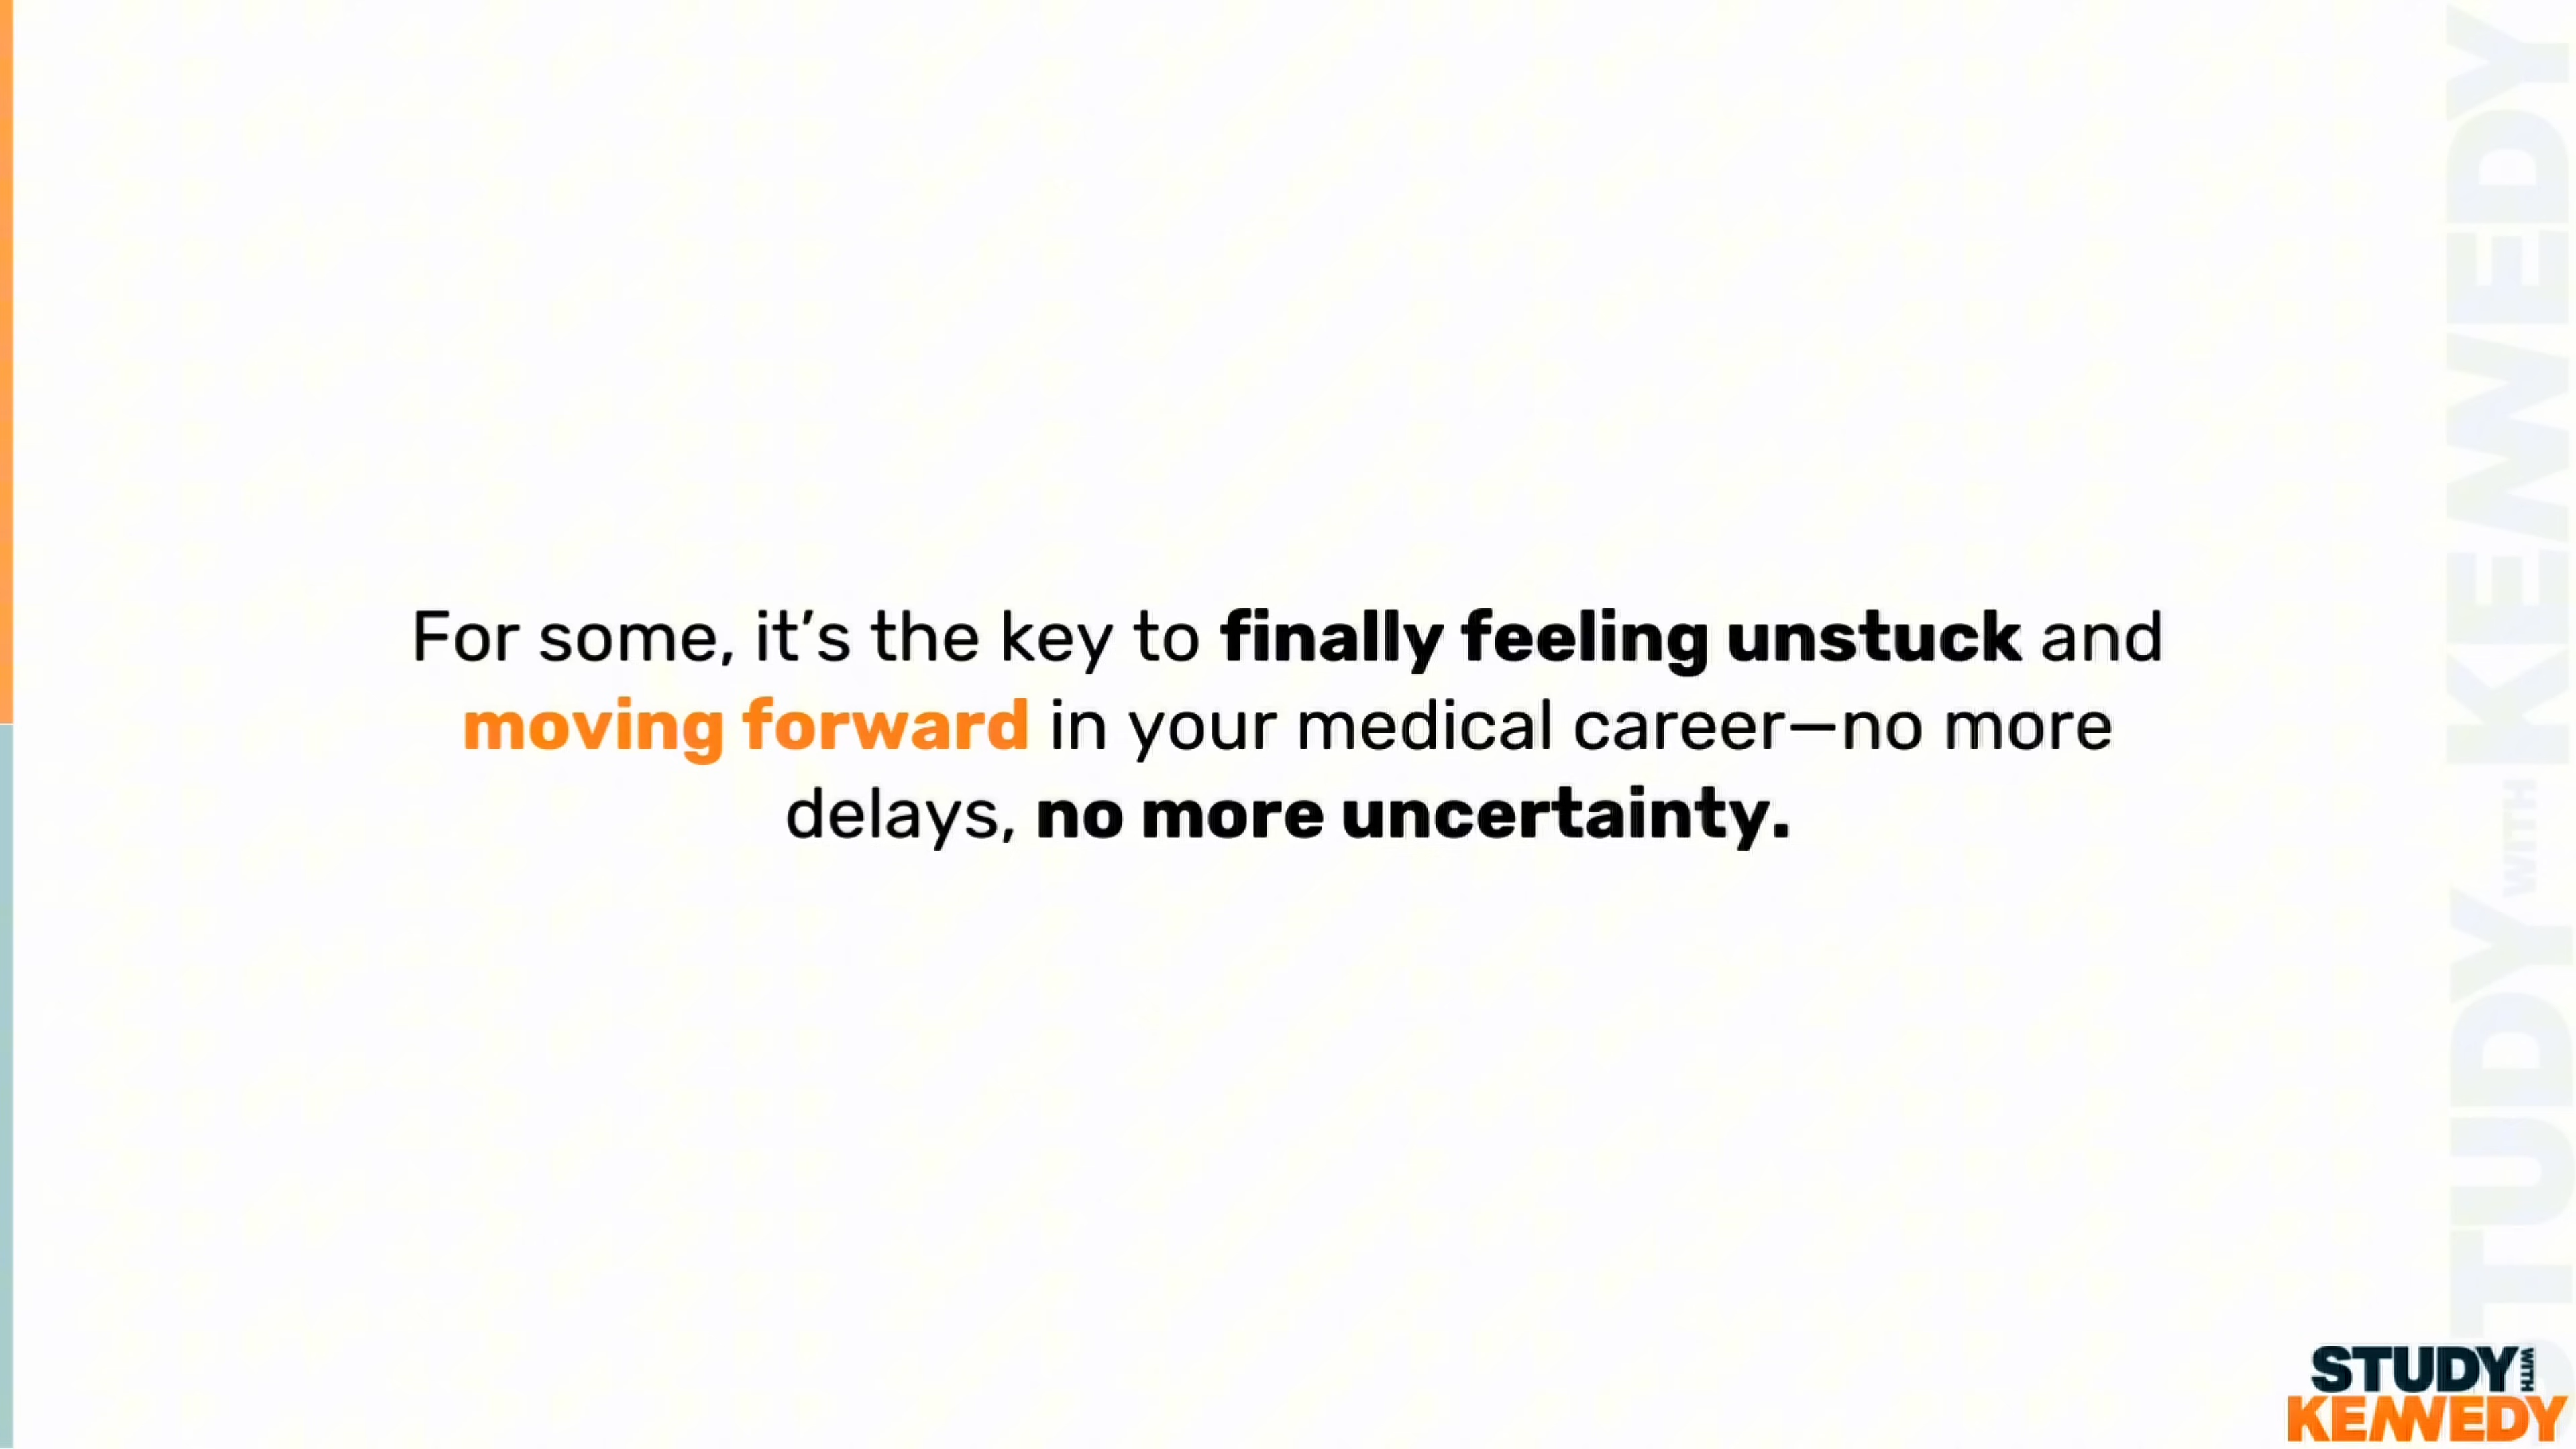 For some, it’s the key to finally feeling unstuck and
moving forward in your medical career—no more
delays, no more uncertainty.
STUDY WITH KENNEDY
STUDY WITH
KENNEDY